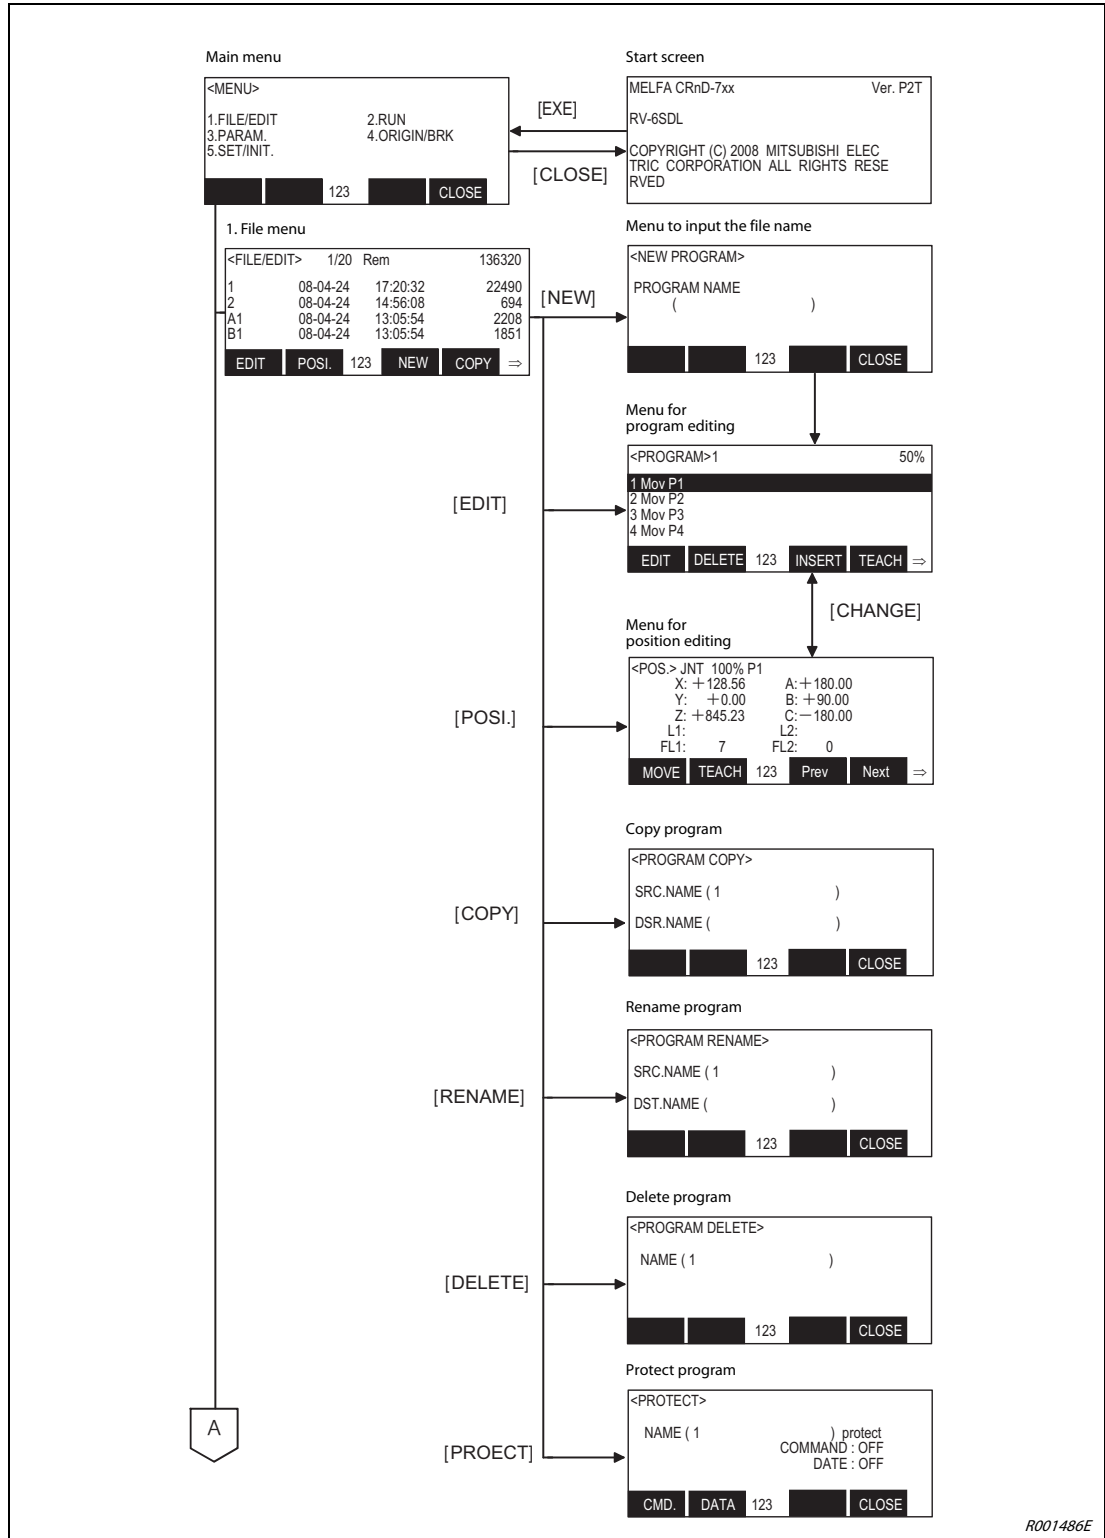 Main menu
<MENU>
1.FILE/EDIT 2.RUN
3.PARAM. 4.ORIGIN/BRK
5.SET/INIT.
123 CLOSE
[EXE]
[CLOSE]
Start screen
MELFA CRnD-7xx Ver. P2T
RV-6SDL
COPYRIGHT (C) 2008 MITSUBISHI ELEC
TRIC CORPORATION ALL RIGHTS RESE
RVED
1. File menu
<FILE/EDIT> 1/20 Rem 136320
1 08-04-24 17:20:32 22490
2 08-04-24 14:56:08 694
A1 08-04-24 13:05:54 2208
B1 08-04-24 13:05:54 1851
EDIT POSI. 123 NEW COPY ⇒
[NEW]
Menu to input the file name
<NEW PROGRAM>
PROGRAM NAME
( )
123 CLOSE
[EDIT]
Menu for
program editing
<PROGRAM>1 50%
1 Mov P1
2 Mov P2
3 Mov P3
4 Mov P4
EDIT DELETE 123 INSERT TEACH ⇒
[CHANGE]
[POSI.]
Menu for
position editing
<POS.> JNT 100% P1
X: +128.56 A:+180.00
Y: +0.00 B: +90.00
Z: +845.23 C:−180.00
L1: L2:
FL1: 7 FL2: 0
MOVE TEACH 123 Prev Next ⇒
[COPY]
Copy program
<PROGRAM COPY>
SRC.NAME ( 1 )
DSR.NAME ( )
123 CLOSE
[RENAME]
Rename program
<PROGRAM RENAME>
SRC.NAME ( 1 )
DST.NAME ( )
123 CLOSE
[DELETE]
Delete program
<PROGRAM DELETE>
NAME ( 1 )
123 CLOSE
[PROECT]
Protect program
<PROTECT>
NAME ( 1 ) protect
COMMAND : OFF
DATE : OFF
CMD. DATA 123 CLOSE
A
R001486E